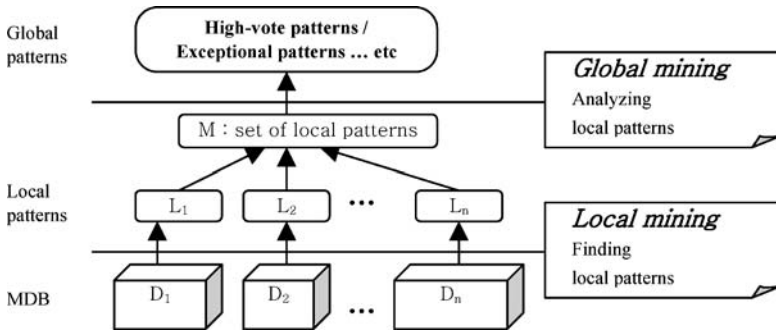 Global
patterns
High-vote patterns /
Exceptional patterns ... etc
Global mining
Analyzing
local patterns
M : set of local patterns
Local
patterns
L1
L2
...
Ln
Local mining
Finding
local patterns
MDB
D1
D2
...
Dn